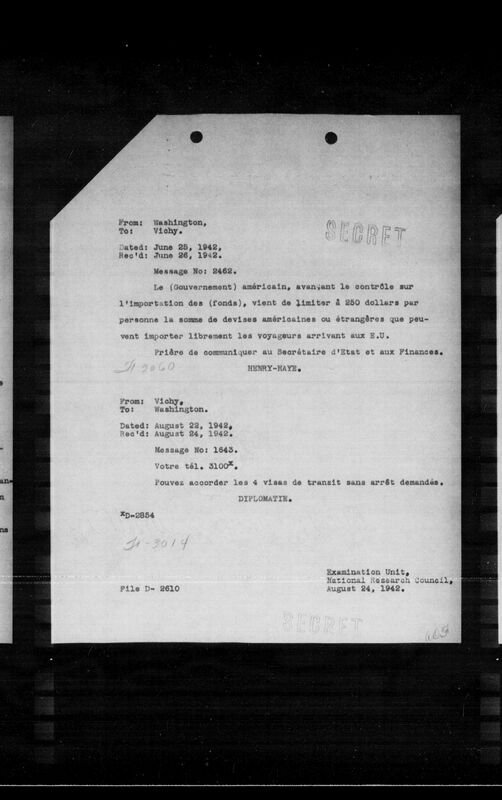 From: Washington,
To: Vichy.
SECRET
Dated: June 25, 1942,
Rec'd: June 26, 1942.
Message No: 2462.
Le (Gouvernement) américain, avançant le contrôle sur
l'importation des (fonds), vient de limiter à 250 dollars par
personne la somme de devises américaines ou étrangères que peu-
vent importer librement les voyageurs arrivant aux E.U.
Prière de communiquer au Secrétaire d'Etat et aux Finances.
HENRY-HAYE.
From: Vichy,
To: Washington.
Dated: August 22, 1942,
Rec'd: August 24, 1942.
Message No: 1643.
Votre tél. 3100x.
Pouvez accorder les 4 visas de transit sans arrêt demandés.
DIPLOMATIE.
xD-2854
Fr-3014
Examination Unit,
National Research Council,
File D- 2610
August 24, 1942.
SECRET
an-
n
ns